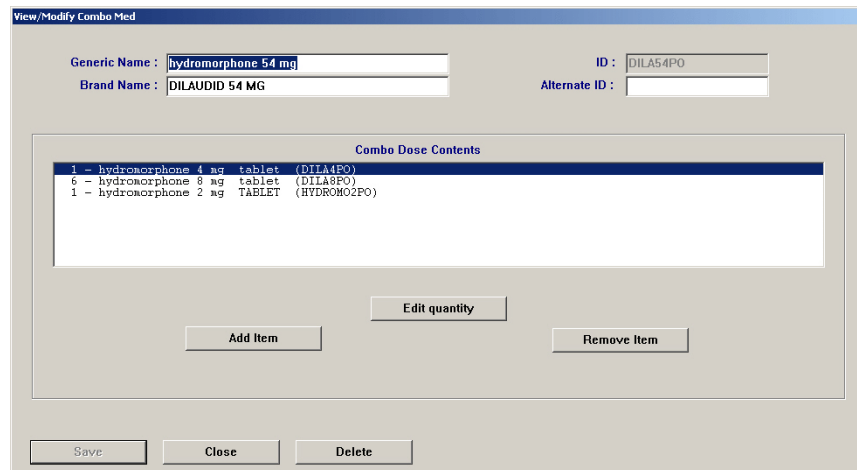 View/Modify Combo Med
Generic Name : hydromorphone 54 mg ID : DILA54PO
Brand Name : DILAUDID 54 MG Alternate ID :
Combo Dose Contents
1 - hydromorphone 4 mg tablet (DILA4PO)
6 - hydromorphone 8 mg tablet (DILA8PO)
1 - hydromorphone 2 mg TABLET (HYDROMO2PO)
Edit quantity
Add Item Remove Item
Save Close Delete